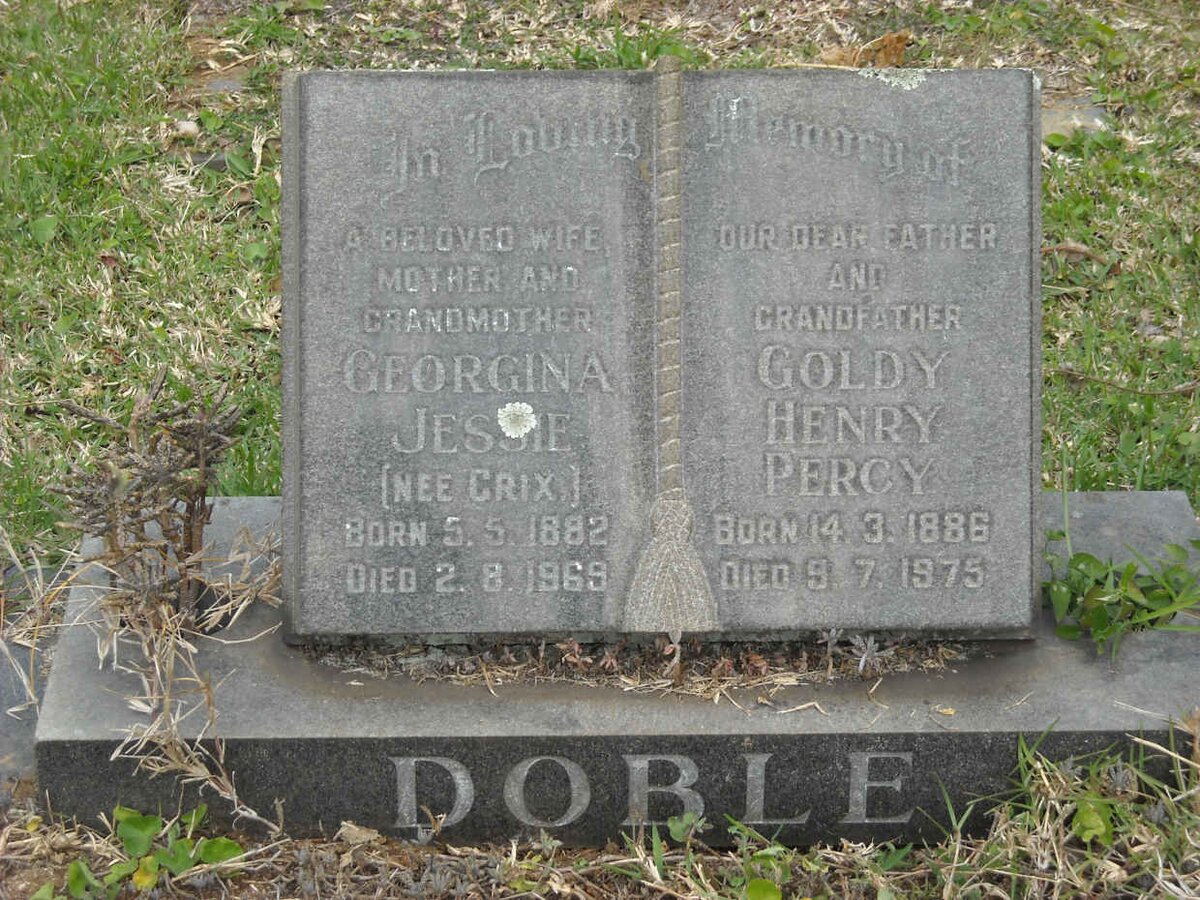 In Loving Memory of
A BELOVED WIFE,
MOTHER AND
GRANDMOTHER
GEORGINA
JESSIE
(NEE CRIX.)
BORN 5. 5. 1882
DIED 2. 8. 1969
OUR DEAR FATHER
AND
GRANDFATHER
GOLDY
HENRY
PERCY
BORN 14. 3. 1886
DIED 9. 7. 1975
DOBLE